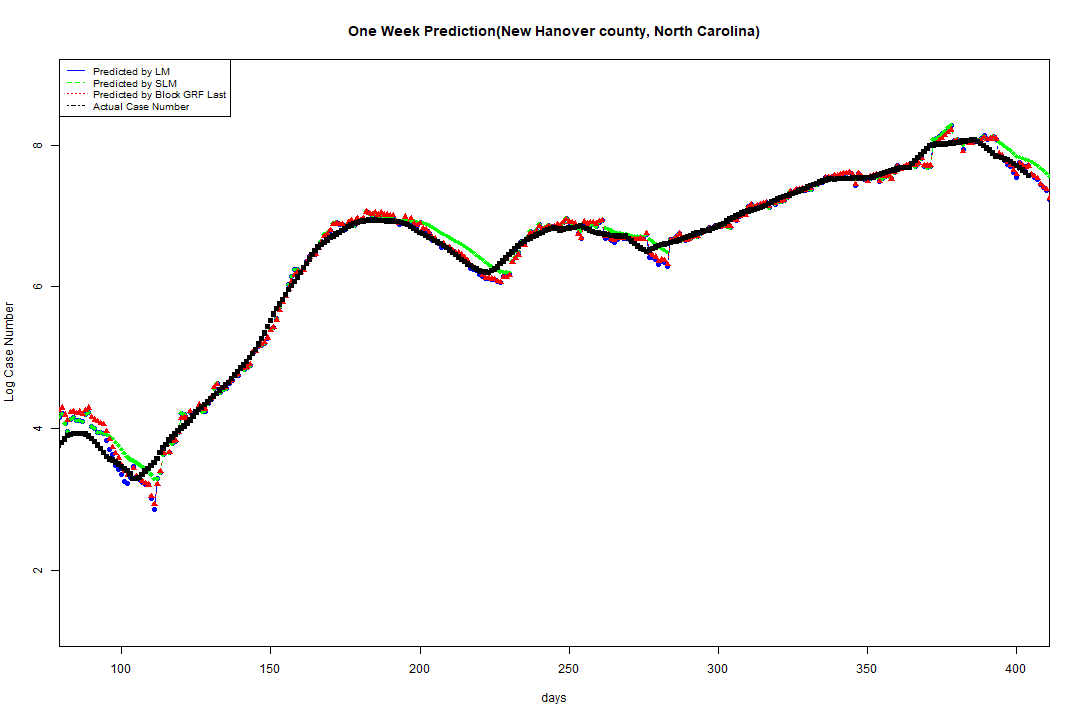 One Week Prediction(New Hanover county, North Carolina)
Predicted by LM
Predicted by SLM
Predicted by Block GRF Last
Actual Case Number
Log Case Number
8
6
4
2
100 150 200 250 300 350 400
days